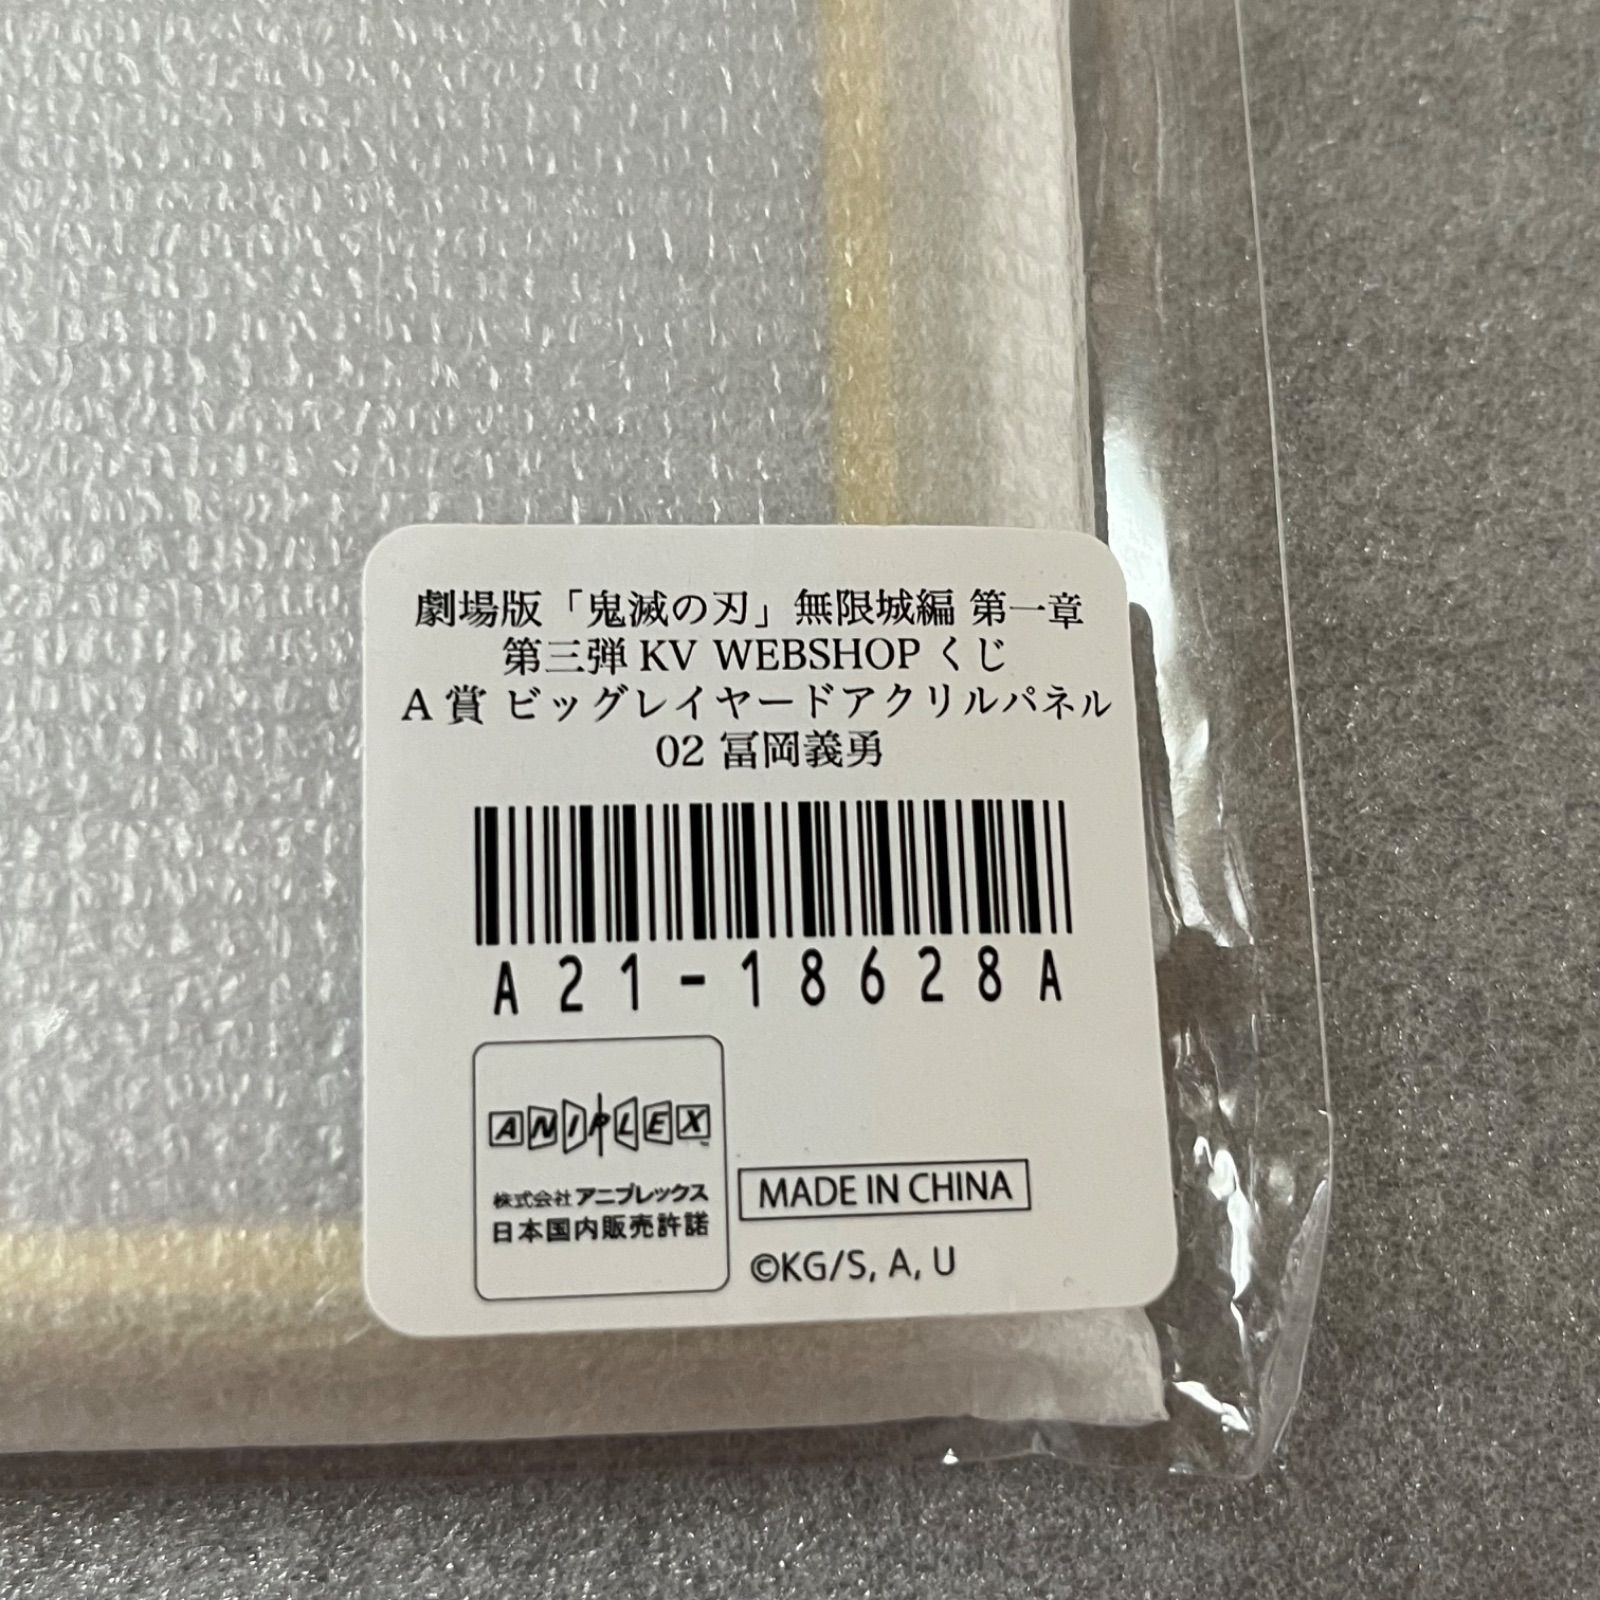 劇場版「鬼滅の刃」無限城編 第一章
第三弾 KV WEBSHOP くじ
A 賞 ビッグレイヤードアクリルパネル
02 冨岡義勇
A21-18628A
ANIPLEX
株式会社アニプレックス
日本国内販売許諾
MADE IN CHINA
©KG/S, A, U